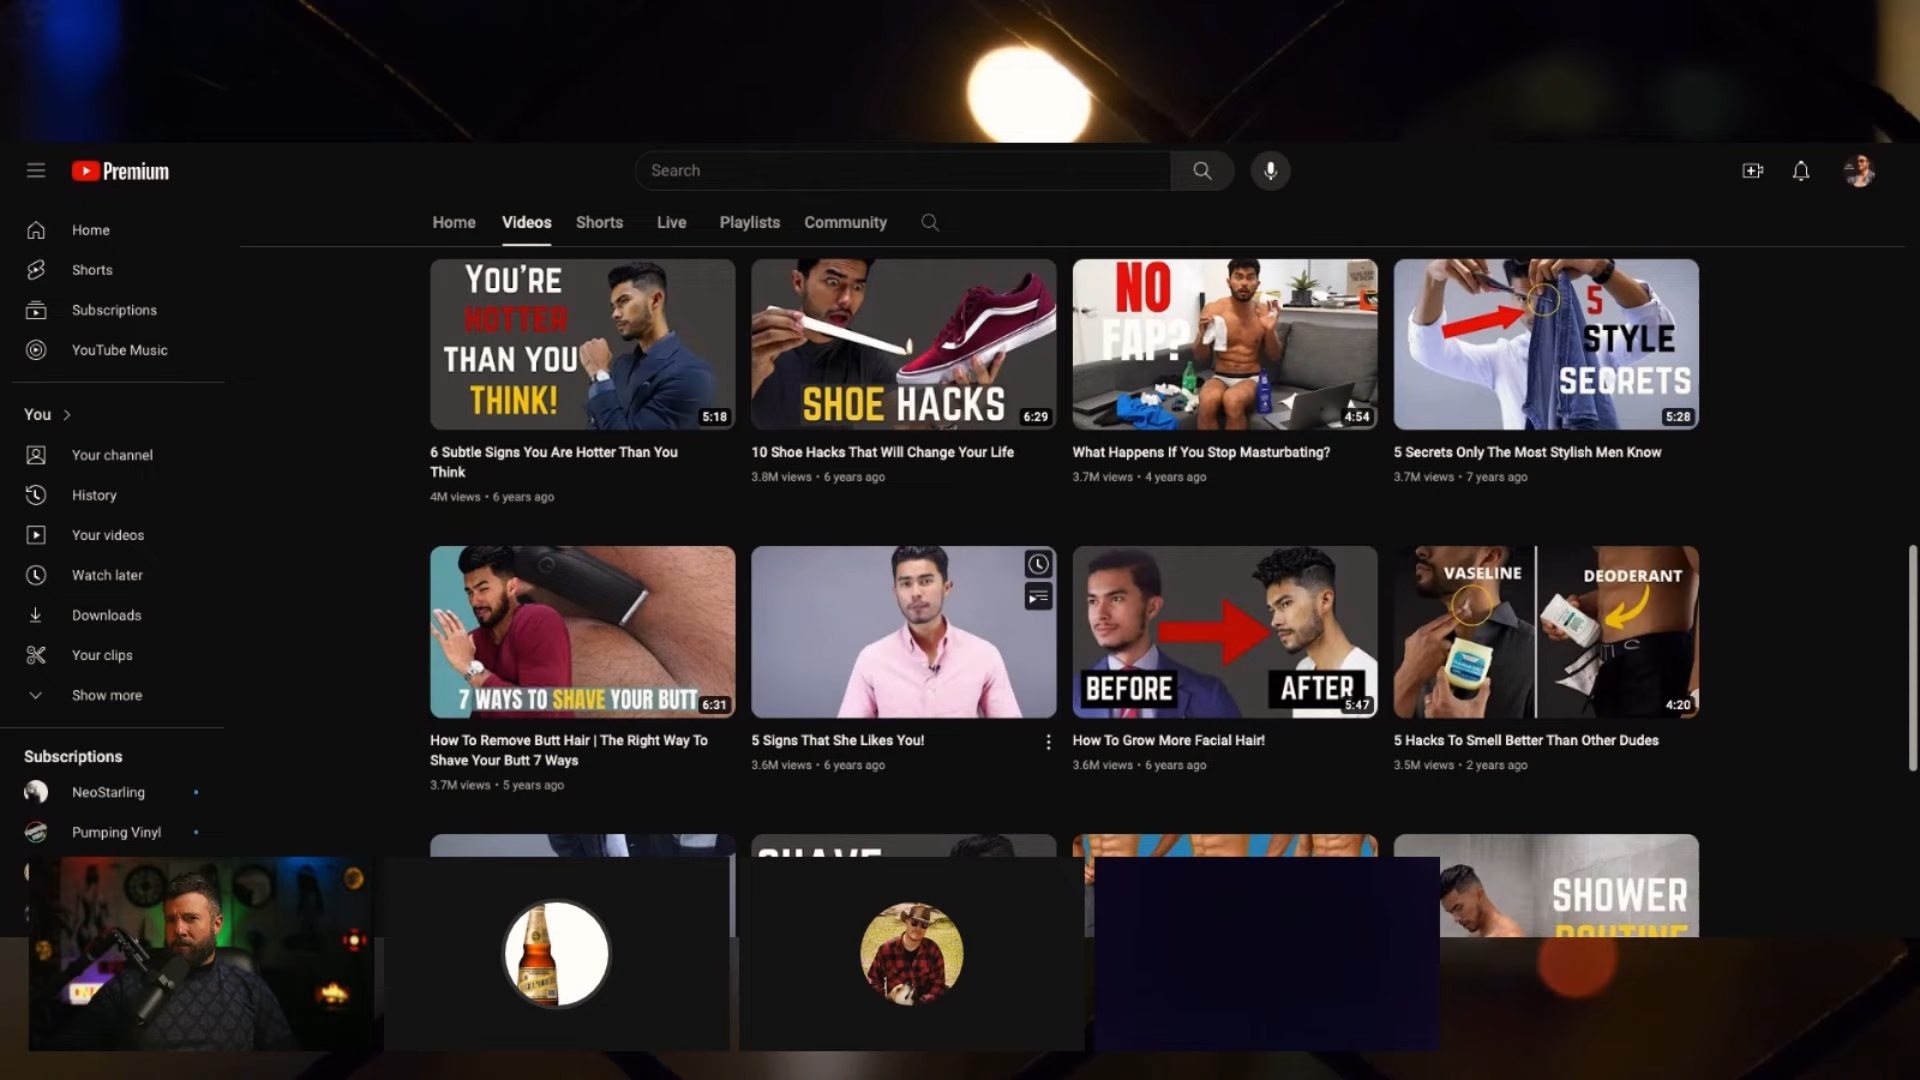 Premium
Search
Home
Shorts
Subscriptions
YouTube Music
You
Your channel
History
Your videos
Watch later
Downloads
Your clips
Show more
Subscriptions
NeoStarling
Pumping Vinyl
Home Videos Shorts Live Playlists Community
YOU'RE
HOTTER
THAN YOU
THINK!
5:18
6 Subtle Signs You Are Hotter Than You
Think
4M views • 6 years ago
SHOE HACKS
6:29
10 Shoe Hacks That Will Change Your Life
3.8M views • 6 years ago
NO
FAP?
4:54
What Happens If You Stop Masturbating?
3.7M views • 4 years ago
5
STYLE
SECRETS
5:28
5 Secrets Only The Most Stylish Men Know
3.7M views • 7 years ago
7 WAYS TO SHAVE YOUR BUTT
6:31
How To Remove Butt Hair | The Right Way To
Shave Your Butt 7 Ways
3.7M views • 5 years ago
5 Signs That She Likes You!
3.6M views • 6 years ago
BEFORE
AFTER
5:47
How To Grow More Facial Hair!
3.6M views • 6 years ago
VASELINE
DEODERANT
4:20
5 Hacks To Smell Better Than Other Dudes
3.5M views • 2 years ago
SHAVE
SHOWER
ROUTINE